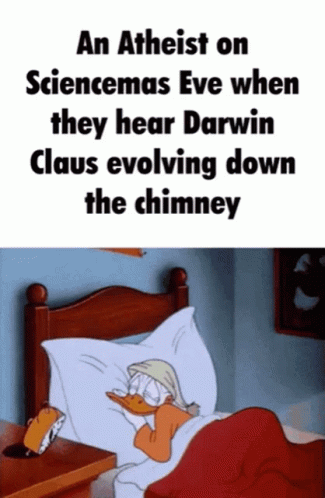 An Atheist on
Sciencemas Eve when
they hear Darwin
Claus evolving down
the chimney